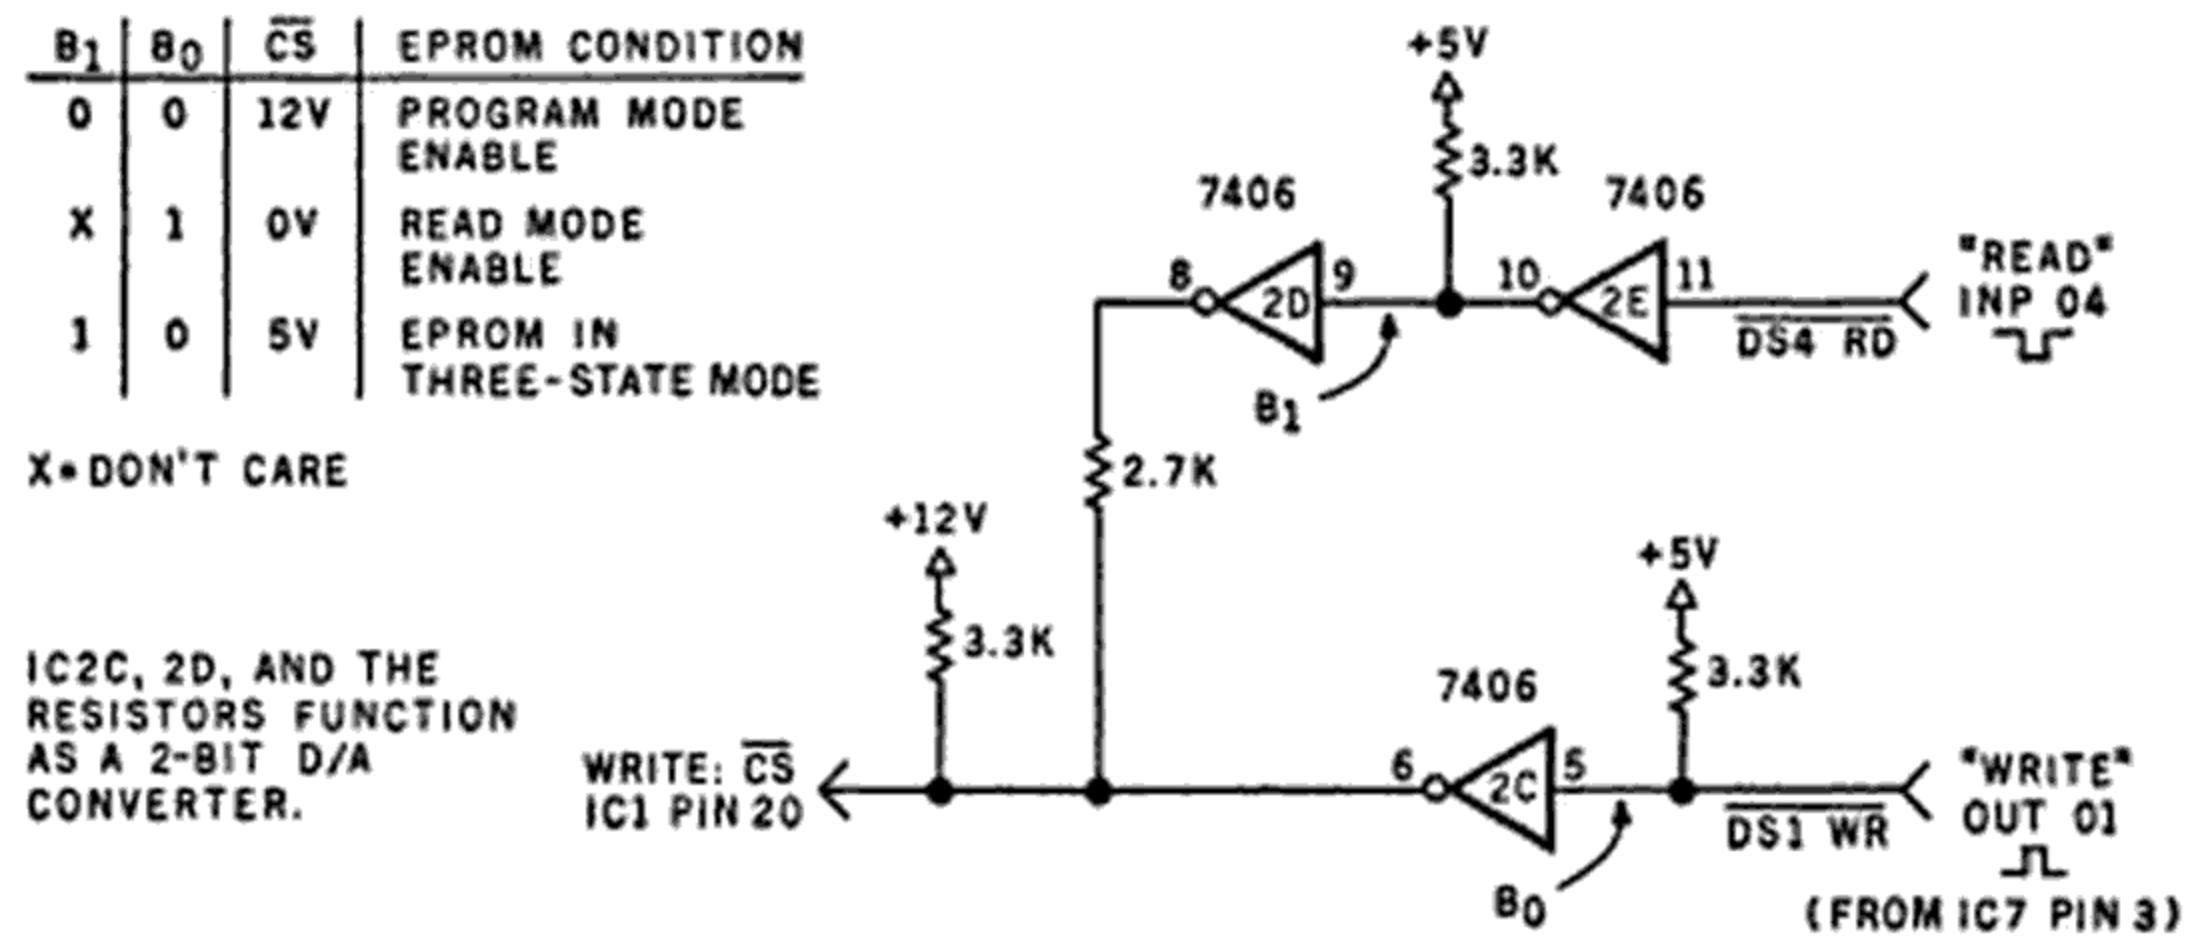 B1 B0 CS EPROM CONDITION
0 0 12V PROGRAM MODE
ENABLE
X 1 0V READ MODE
ENABLE
1 0 5V EPROM IN
THREE-STATE MODE
X=DON'T CARE
IC2C, 2D, AND THE
RESISTORS FUNCTION
AS A 2-BIT D/A
CONVERTER.
+5V
3.3K
7406
7406
8
2D
9
10
2E
11
"READ"
INP 04
DS4 RD
B1
2.7K
+12V
3.3K
+5V
3.3K
7406
WRITE: CS
IC1 PIN 20
6
2C
5
"WRITE"
OUT 01
DS1 WR
B0
(FROM IC7 PIN 3)